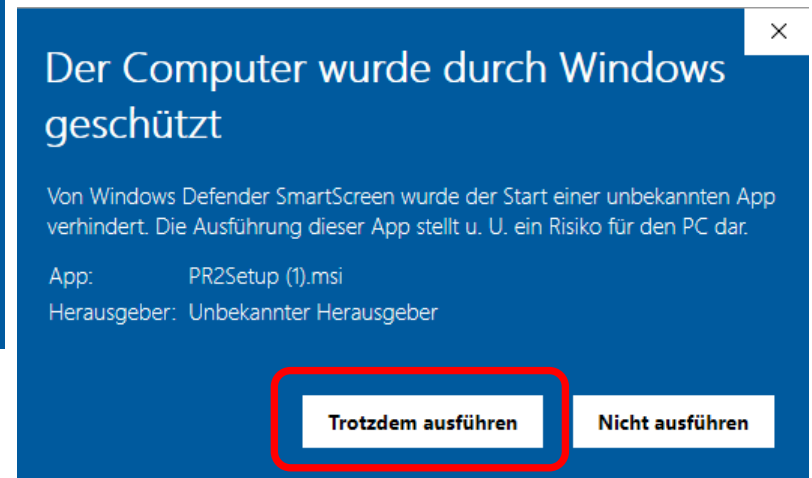 Der Computer wurde durch Windows
geschützt
Von Windows Defender SmartScreen wurde der Start einer unbekannten App
verhindert. Die Ausführung dieser App stellt u. U. ein Risiko für den PC dar.
App: PR2Setup (1).msi
Herausgeber: Unbekannter Herausgeber
Trotzdem ausführen Nicht ausführen